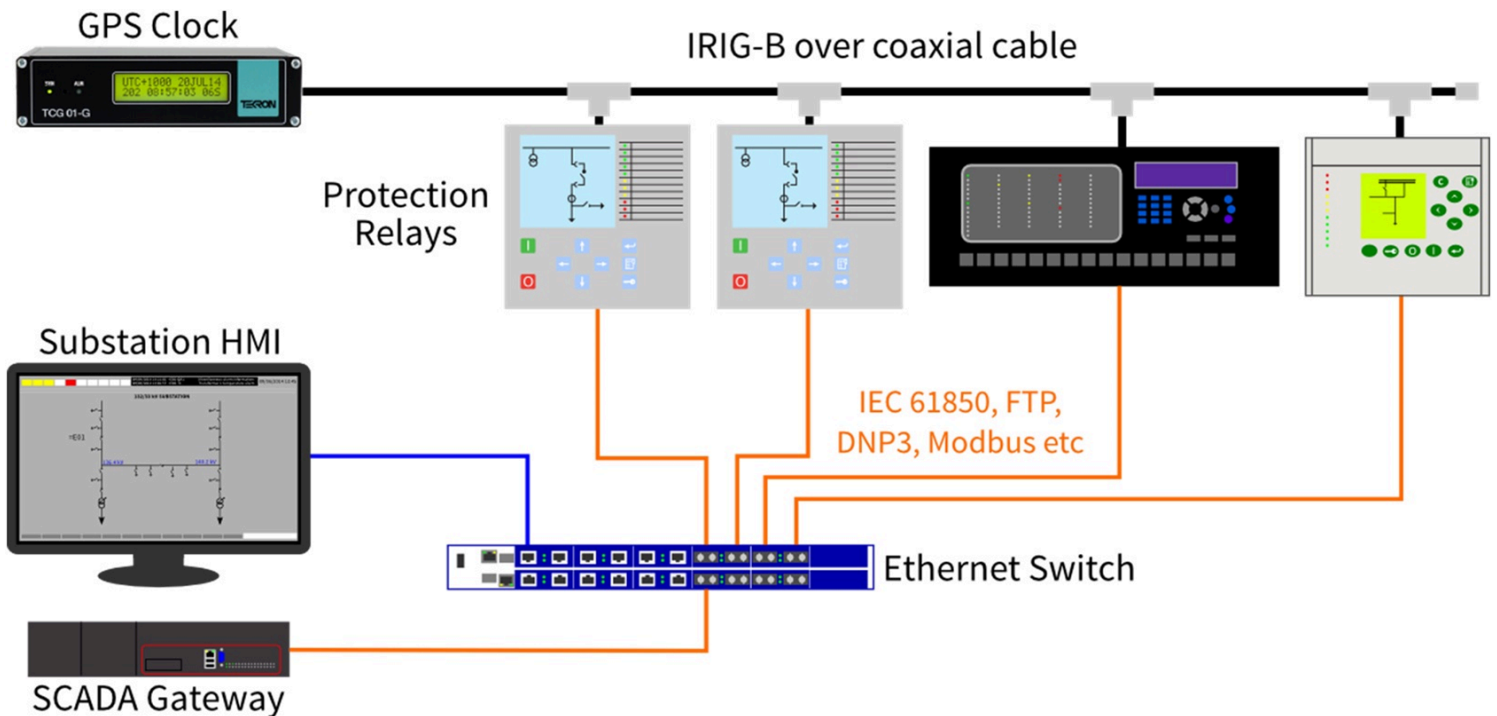 GPS Clock
IRIG-B over coaxial cable
UTC+1000 20JUL14
202 08:57:03 06S
TEKRON
TCG 01-G
Protection
Relays
Substation HMI
IEC 61850, FTP,
DNP3, Modbus etc
Ethernet Switch
SCADA Gateway